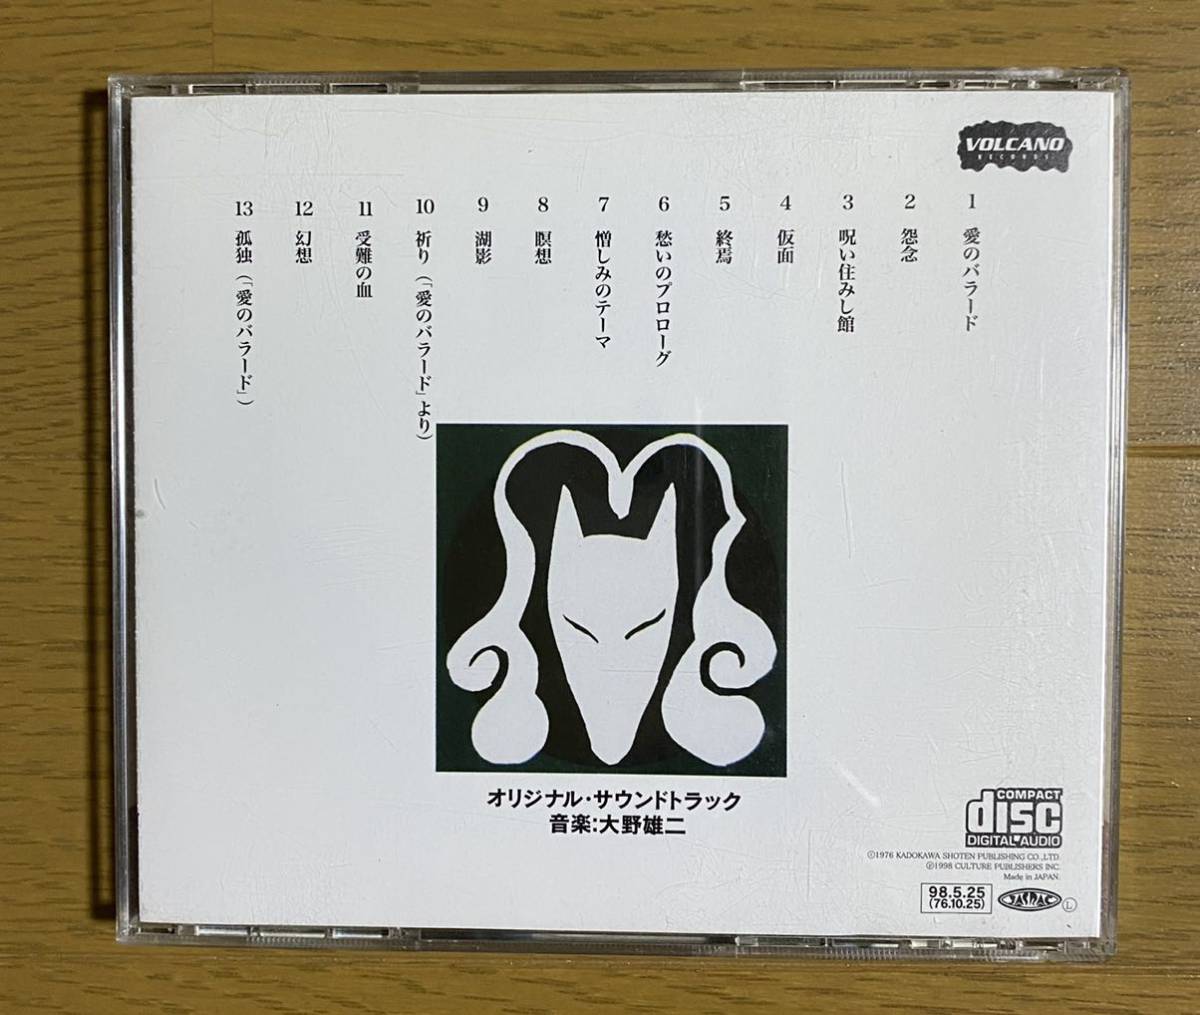 VOLCANO
RECORDS
1 愛のバラード
2 怨念
3 呪い住みし館
4 仮面
5 終焉
6 愁いのプロローグ
7 憎しみのテーマ
8 瞑想
9 湖影
10 祈り(「愛のバラード」より)
11 受難の血
12 幻想
13 孤独(「愛のバラード」)
オリジナル・サウンドトラック
音楽:大野雄二
COMPACT
disc
DIGITAL AUDIO
Ⓒ1976 KADOKAWA SHOTEN PUBLISHING CO.,LTD.
Ⓟ1998 CULTURE PUBLISHERS INC.
Made in JAPAN.
98.5.25
(76.10.25)
JASRAC
Ⓛ